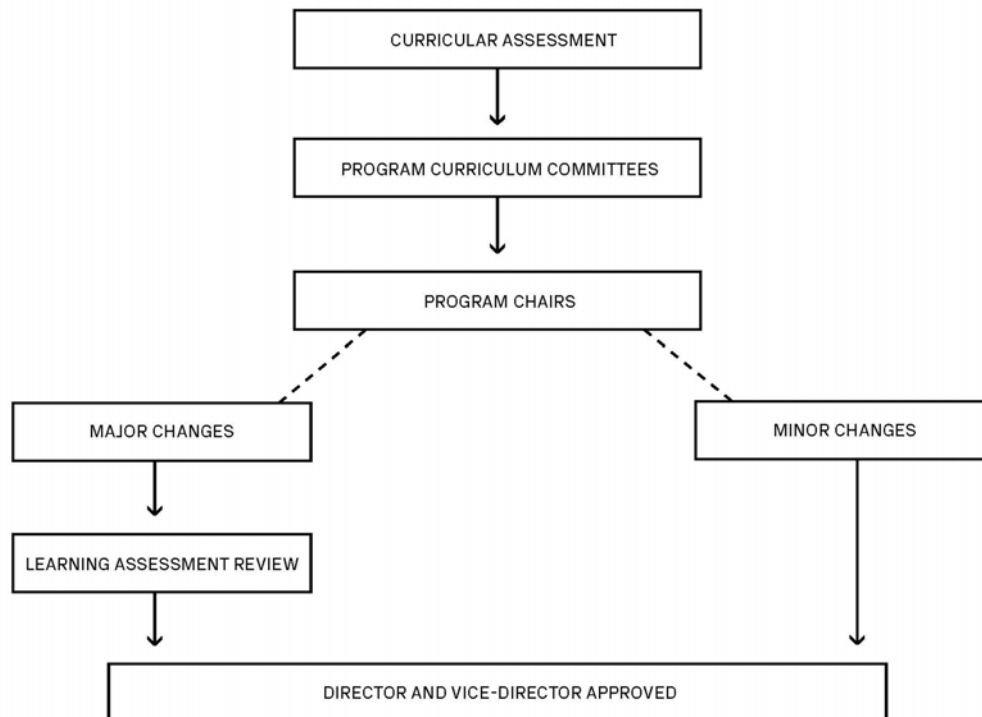 CURRICULAR ASSESSMENT
PROGRAM CURRICULUM COMMITTEES
PROGRAM CHAIRS
MAJOR CHANGES
MINOR CHANGES
LEARNING ASSESSMENT REVIEW
DIRECTOR AND VICE-DIRECTOR APPROVED